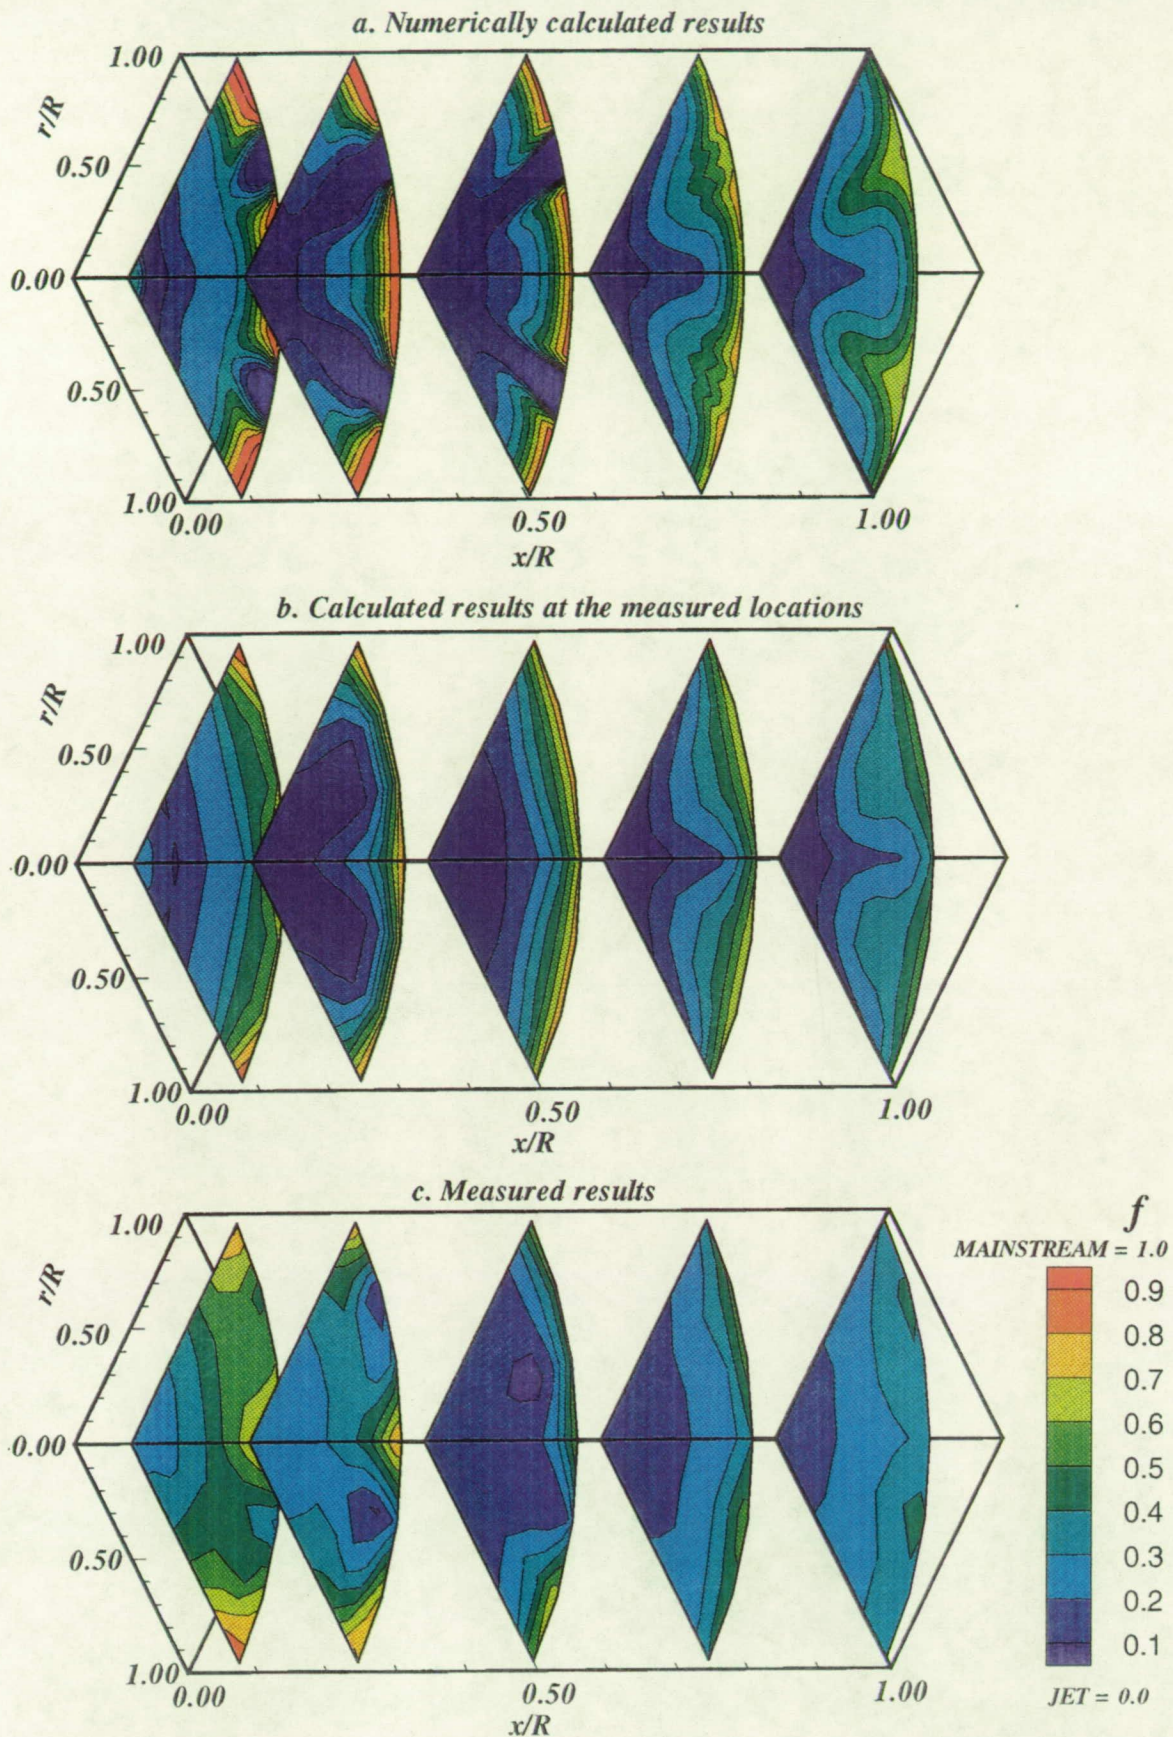 a. Numerically calculated results
1.00
r/R
0.50
0.00
0.50
1.00
0.00 0.50 1.00
x/R
b. Calculated results at the measured locations
1.00
r/R
0.50
0.00
0.50
1.00
0.00 0.50 1.00
x/R
c. Measured results
1.00
r/R
0.50
0.00
0.50
1.00
0.00 0.50 1.00
x/R
f
MAINSTREAM = 1.0
0.9
0.8
0.7
0.6
0.5
0.4
0.3
0.2
0.1
JET = 0.0